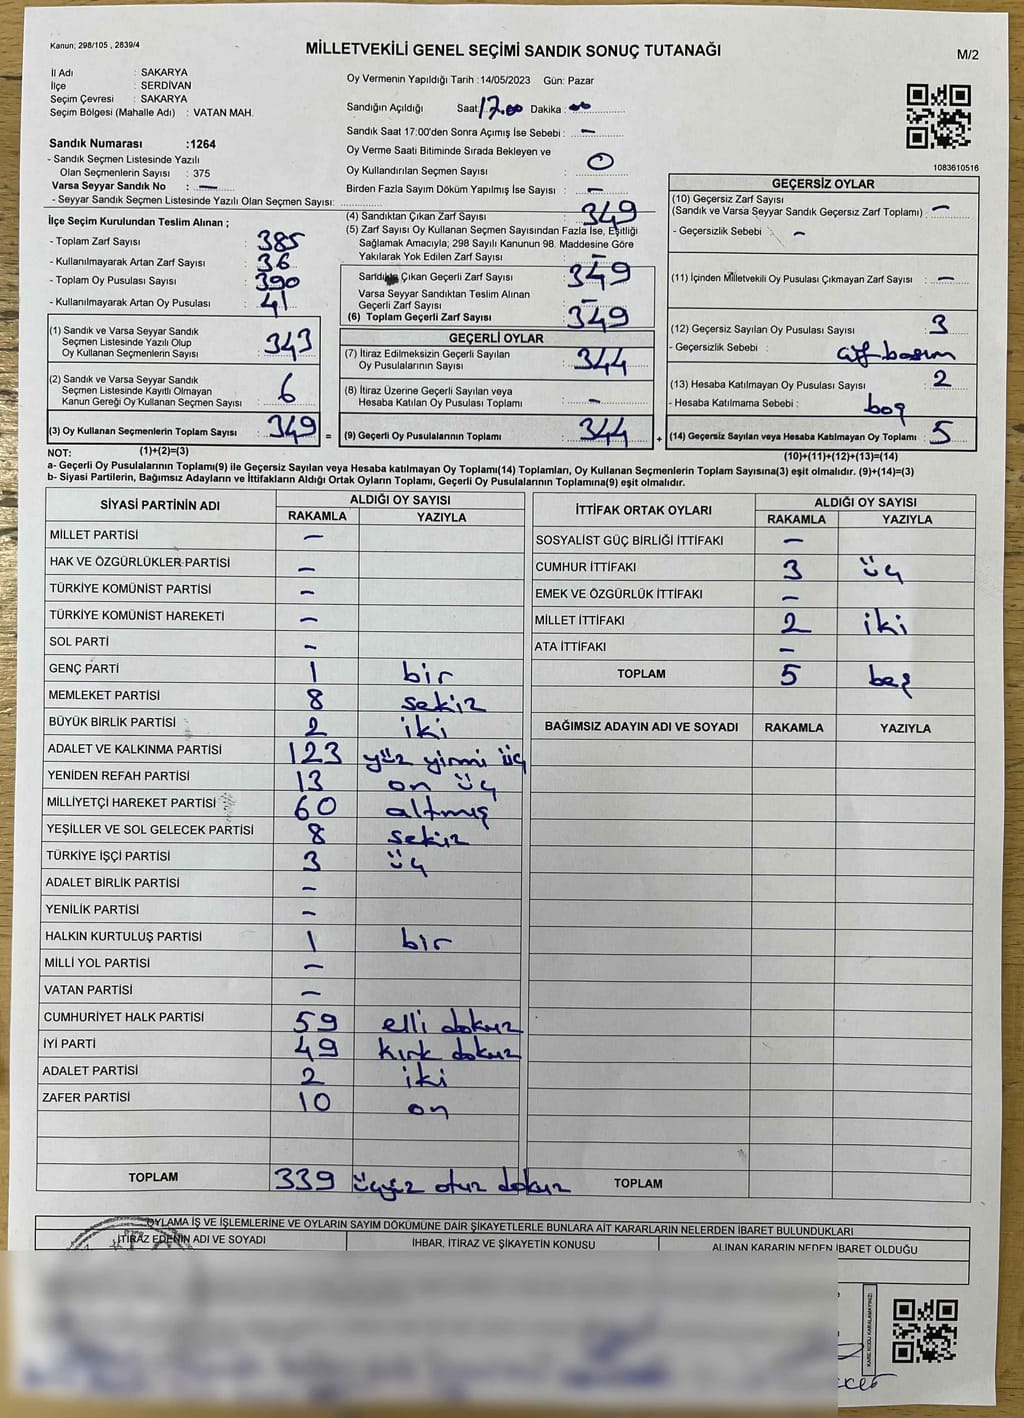 Kanun; 298/105 , 2839/4
MİLLETVEKİLİ GENEL SEÇİMİ SANDIK SONUÇ TUTANAĞI
M/2
İl Adı : SAKARYA
İlçe : SERDİVAN
Seçim Çevresi : SAKARYA
Seçim Bölgesi (Mahalle Adı) : VATAN MAH.
Sandık Numarası :1264
- Sandık Seçmen Listesinde Yazılı
Olan Seçmenlerin Sayısı : 375
Varsa Seyyar Sandık No : —
- Seyyar Sandık Seçmen Listesinde Yazılı Olan Seçmen Sayısı:
Oy Vermenin Yapıldığı Tarih :14/05/2023 Gün: Pazar
Sandığın Açıldığı Saat 17.00 Dakika : 00
Sandık Saat 17:00'den Sonra Açımış İse Sebebi : —
Oy Verme Saati Bitiminde Sırada Bekleyen ve
Oy Kullandırılan Seçmen Sayısı : 0
Birden Fazla Sayım Döküm Yapılmış İse Sayısı : —
1083610516
İlçe Seçim Kurulundan Teslim Alınan ;
- Toplam Zarf Sayısı : 385
- Kullanılmayarak Artan Zarf Sayısı : 36
- Toplam Oy Pusulası Sayısı : 390
- Kullanılmayarak Artan Oy Pusulası : 41
(1) Sandık ve Varsa Seyyar Sandık
Seçmen Listesinde Yazılı Olup
Oy Kullanan Seçmenlerin Sayısı : 343
(2) Sandık ve Varsa Seyyar Sandık
Seçmen Listesinde Kayıtlı Olmayan
Kanun Gereği Oy Kullanan Seçmen Sayısı : 6
(3) Oy Kullanan Seçmenlerin Toplam Sayısı : 349 =
(4) Sandıktan Çıkan Zarf Sayısı : 349
(5) Zarf Sayısı Oy Kullanan Seçmen Sayısından Fazla İse, Eşitliği
Sağlamak Amacıyla; 298 Sayılı Kanunun 98. Maddesine Göre
Yakılarak Yok Edilen Zarf Sayısı : —
Sandıktan Çıkan Geçerli Zarf Sayısı : 349
Varsa Seyyar Sandıktan Teslim Alınan
Geçerli Zarf Sayısı : —
(6) Toplam Geçerli Zarf Sayısı : 349
GEÇERLİ OYLAR
(7) İtiraz Edilmeksizin Geçerli Sayılan
Oy Pusulalarının Sayısı : 344
(8) İtiraz Üzerine Geçerli Sayılan veya
Hesaba Katılan Oy Pusulası Toplamı : —
(9) Geçerli Oy Pusulalarının Toplamı : 344 +
GEÇERSİZ OYLAR
(10) Geçersiz Zarf Sayısı
(Sandık ve Varsa Seyyar Sandık Geçersiz Zarf Toplamı) : —
- Geçersizlik Sebebi : —
(11) İçinden Milletvekili Oy Pusulası Çıkmayan Zarf Sayısı : —
(12) Geçersiz Sayılan Oy Pusulası Sayısı : 3
- Geçersizlik Sebebi : çift basım
(13) Hesaba Katılmayan Oy Pusulası Sayısı : 2
- Hesaba Katılmama Sebebi : boş
(14) Geçersiz Sayılan veya Hesaba Katılmayan Oy Toplamı : 5
NOT: (1)+(2)=(3) (10)+(11)+(12)+(13)=(14)
a- Geçerli Oy Pusulalarının Toplamı(9) ile Geçersiz Sayılan veya Hesaba katılmayan Oy Toplamı(14) Toplamları, Oy Kullanan Seçmenlerin Toplam Sayısına(3) eşit olmalıdır. (9)+(14)=(3)
b- Siyasi Partilerin, Bağımsız Adayların ve İttifakların Aldığı Ortak Oyların Toplamı, Geçerli Oy Pusulalarının Toplamına(9) eşit olmalıdır.
SİYASİ PARTİNİN ADI ALDIĞI OY SAYISI
RAKAMLA YAZIYLA
MİLLET PARTİSİ —
HAK VE ÖZGÜRLÜKLER PARTİSİ —
TÜRKİYE KOMÜNİST PARTİSİ —
TÜRKİYE KOMÜNİST HAREKETİ —
SOL PARTİ —
GENÇ PARTİ 1 bir
MEMLEKET PARTİSİ 8 sekiz
BÜYÜK BİRLİK PARTİSİ 2 iki
ADALET VE KALKINMA PARTİSİ 123 yüz yirmi üç
YENİDEN REFAH PARTİSİ 13 on üç
MİLLİYETÇİ HAREKET PARTİSİ 60 altmış
YEŞİLLER VE SOL GELECEK PARTİSİ 8 sekiz
TÜRKİYE İŞÇİ PARTİSİ 3 üç
ADALET BİRLİK PARTİSİ —
YENİLİK PARTİSİ —
HALKIN KURTULUŞ PARTİSİ 1 bir
MİLLİ YOL PARTİSİ —
VATAN PARTİSİ —
CUMHURİYET HALK PARTİSİ 59 elli dokuz
İYİ PARTİ 49 kırk dokuz
ADALET PARTİSİ 2 iki
ZAFER PARTİSİ 10 on
TOPLAM 339 üçyüz otuz dokuz
İTTİFAK ORTAK OYLARI ALDIĞI OY SAYISI
RAKAMLA YAZIYLA
SOSYALİST GÜÇ BİRLİĞİ İTTİFAKI —
CUMHUR İTTİFAKI 3 üç
EMEK VE ÖZGÜRLÜK İTTİFAKI —
MİLLET İTTİFAKI 2 iki
ATA İTTİFAKI —
TOPLAM 5 beş
BAĞIMSIZ ADAYIN ADI VE SOYADI RAKAMLA YAZIYLA
TOPLAM
OYLAMA İŞ VE İŞLEMLERİNE VE OYLARIN SAYIM DÖKÜMÜNE DAİR ŞİKAYETLERLE BUNLARA AİT KARARLARIN NELERDEN İBARET BULUNDUKLARI
İTİRAZ EDENİN ADI VE SOYADI İHBAR, İTİRAZ VE ŞİKAYETİN KONUSU ALINAN KARARIN NEDEN İBARET OLDUĞU
KARE KODU KARALAMAYINIZ!